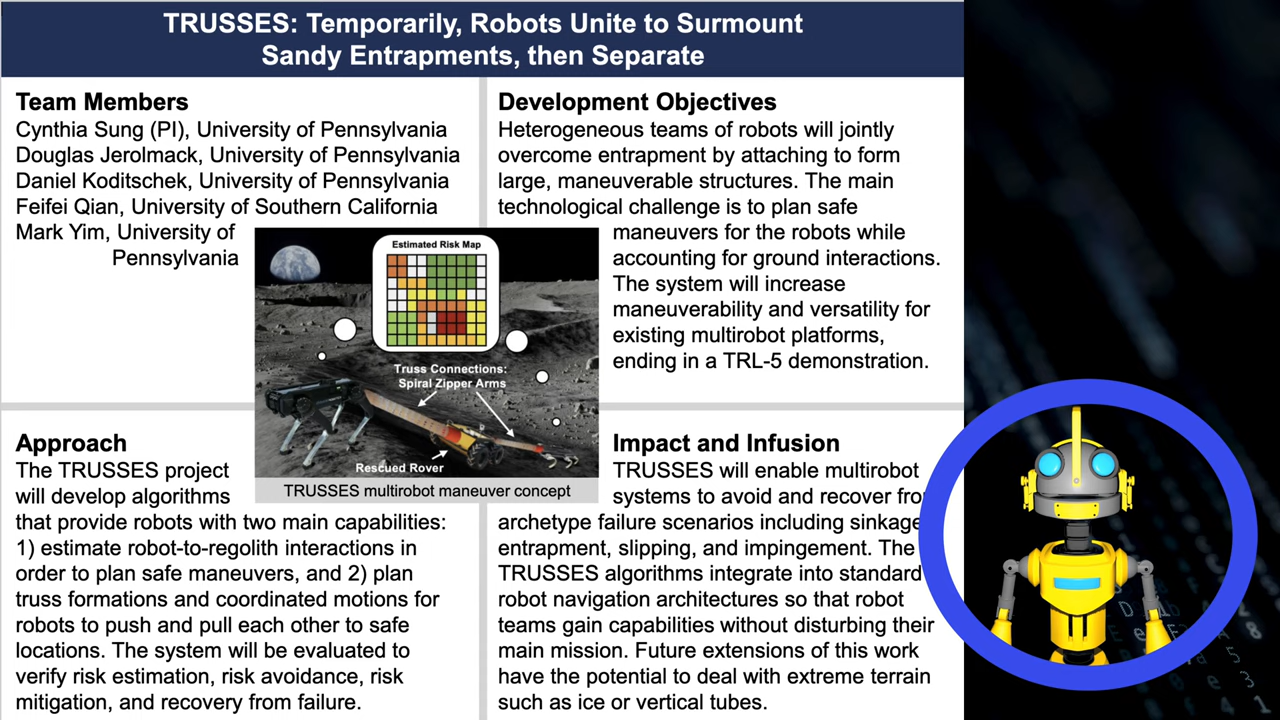 TRUSSES: Temporarily, Robots Unite to Surmount
Sandy Entrapments, then Separate
Team Members
Cynthia Sung (PI), University of Pennsylvania
Douglas Jerolmack, University of Pennsylvania
Daniel Koditschek, University of Pennsylvania
Feifei Qian, University of Southern California
Mark Yim, University of
Pennsylvania
Development Objectives
Heterogeneous teams of robots will jointly
overcome entrapment by attaching to form
large, maneuverable structures. The main
technological challenge is to plan safe
maneuvers for the robots while
accounting for ground interactions.
The system will increase
maneuverability and versatility for
existing multirobot platforms,
ending in a TRL-5 demonstration.
Estimated Risk Map
Truss Connections:
Spiral Zipper Arms
Rescued Rover
TRUSSES multirobot maneuver concept
Approach
The TRUSSES project
will develop algorithms
that provide robots with two main capabilities:
1) estimate robot-to-regolith interactions in
order to plan safe maneuvers, and 2) plan
truss formations and coordinated motions for
robots to push and pull each other to safe
locations. The system will be evaluated to
verify risk estimation, risk avoidance, risk
mitigation, and recovery from failure.
Impact and Infusion
TRUSSES will enable multirobot
systems to avoid and recover from
archetype failure scenarios including sinkage
entrapment, slipping, and impingement. The
TRUSSES algorithms integrate into standard
robot navigation architectures so that robot
teams gain capabilities without disturbing their
main mission. Future extensions of this work
have the potential to deal with extreme terrain
such as ice or vertical tubes.